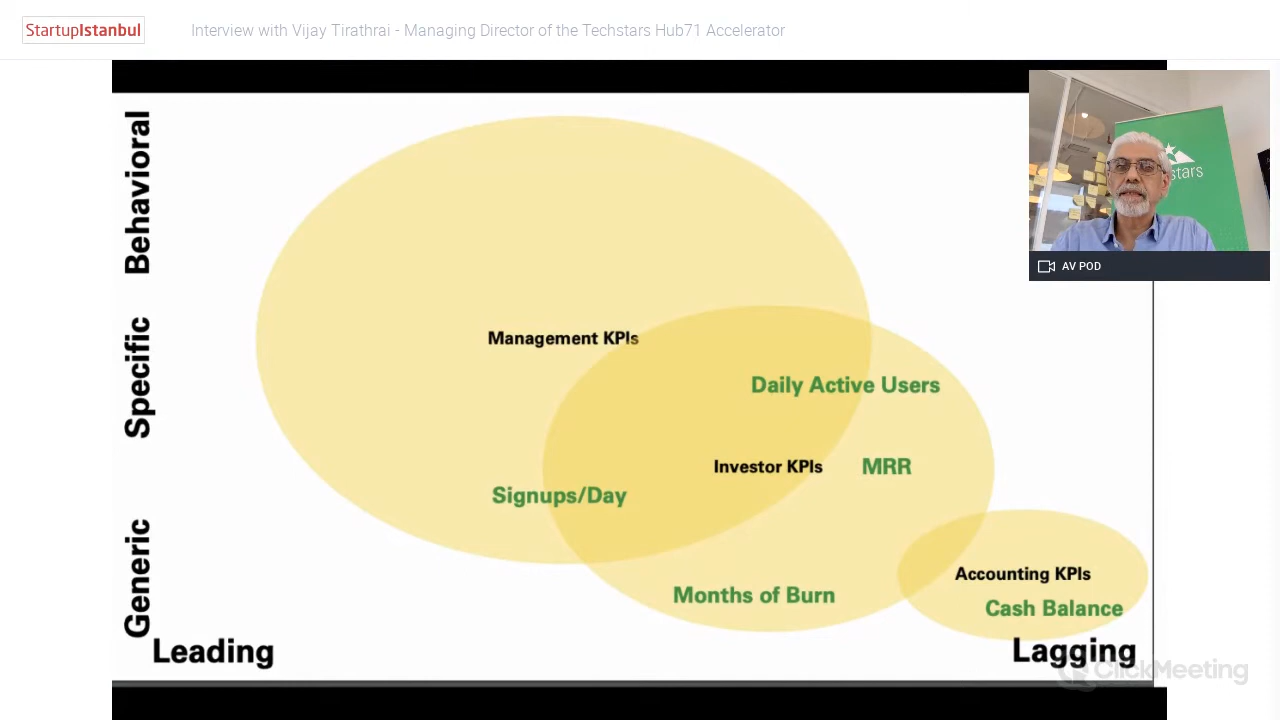 StartupIstanbul
Interview with Vijay Tirathrai - Managing Director of the Techstars Hub71 Accelerator
Behavioral
Specific
Generic
Management KPIs
Daily Active Users
Investor KPIs
MRR
Signups/Day
Accounting KPIs
Months of Burn
Cash Balance
Leading
Lagging
stars
AV POD
ClickMeeting